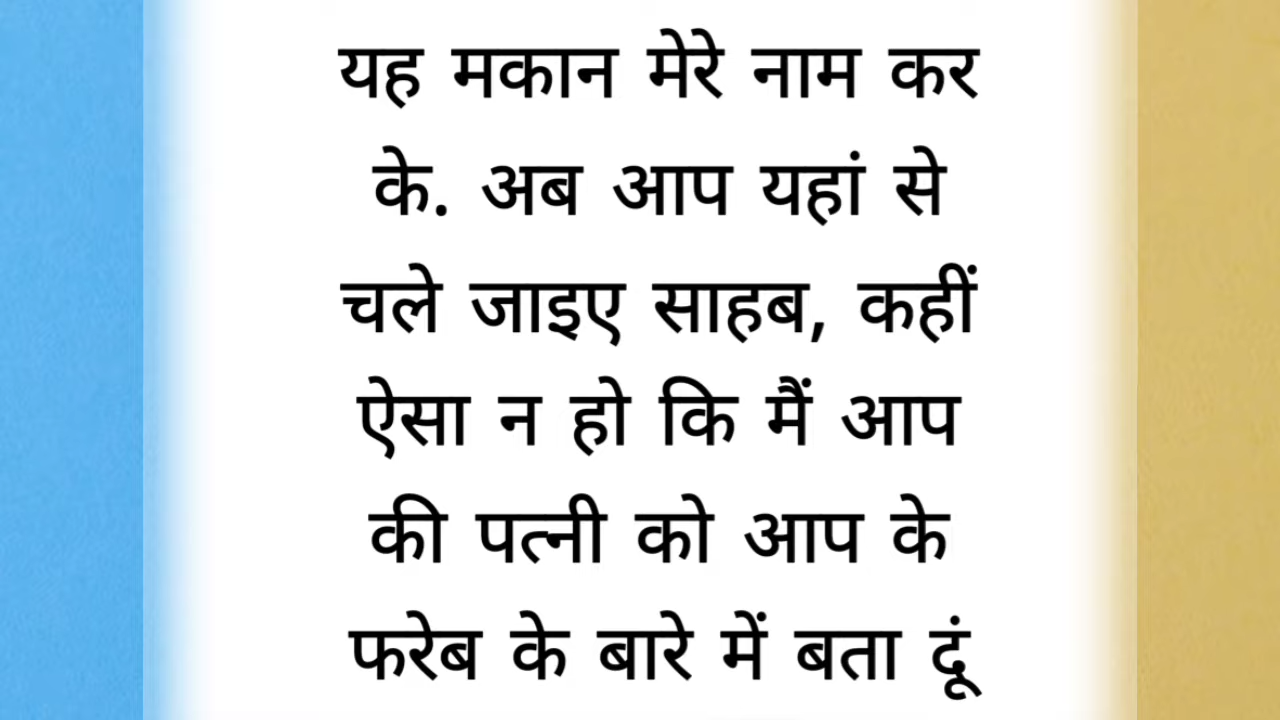 यह मकान मेरे नाम कर
के. अब आप यहां से
चले जाइए साहब, कहीं
ऐसा न हो कि मैं आप
की पत्नी को आप के
फरेब के बारे में बता दूं